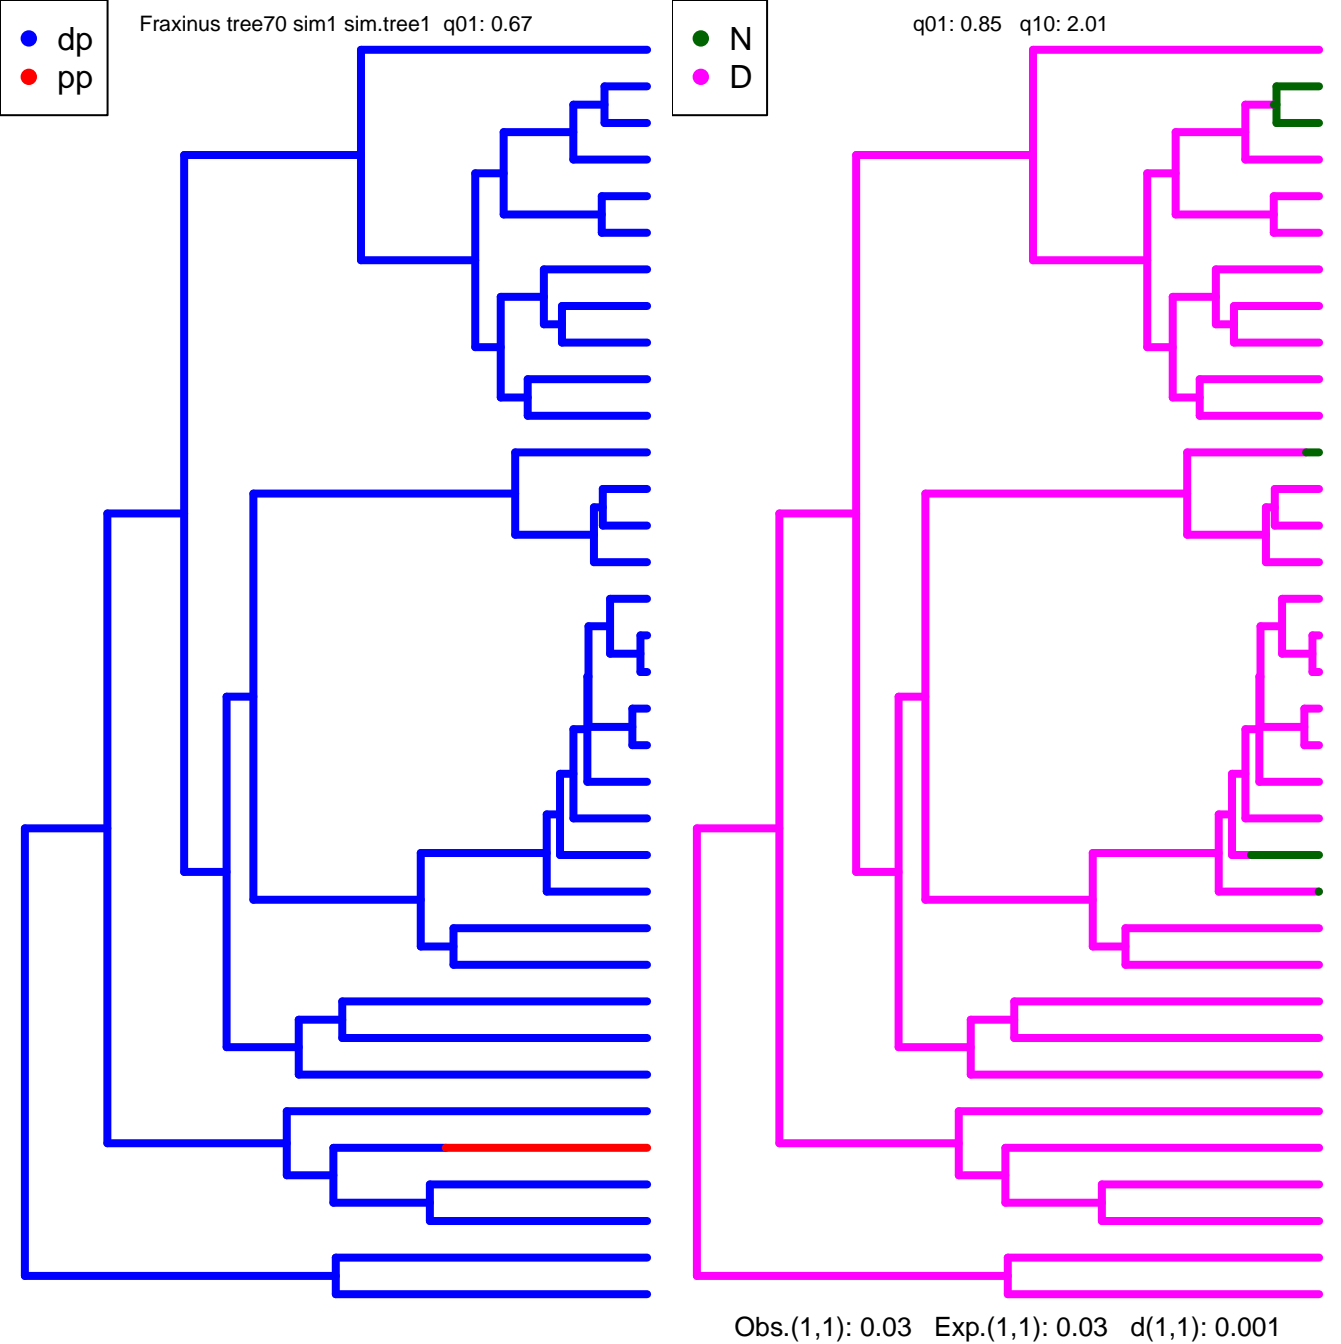 Fraxinus tree70 sim1 sim.tree1  q01: 0.67
dp
pp
q01: 0.85   q10: 2.01
N
D
Obs.(1,1): 0.03   Exp.(1,1): 0.03   d(1,1): 0.001